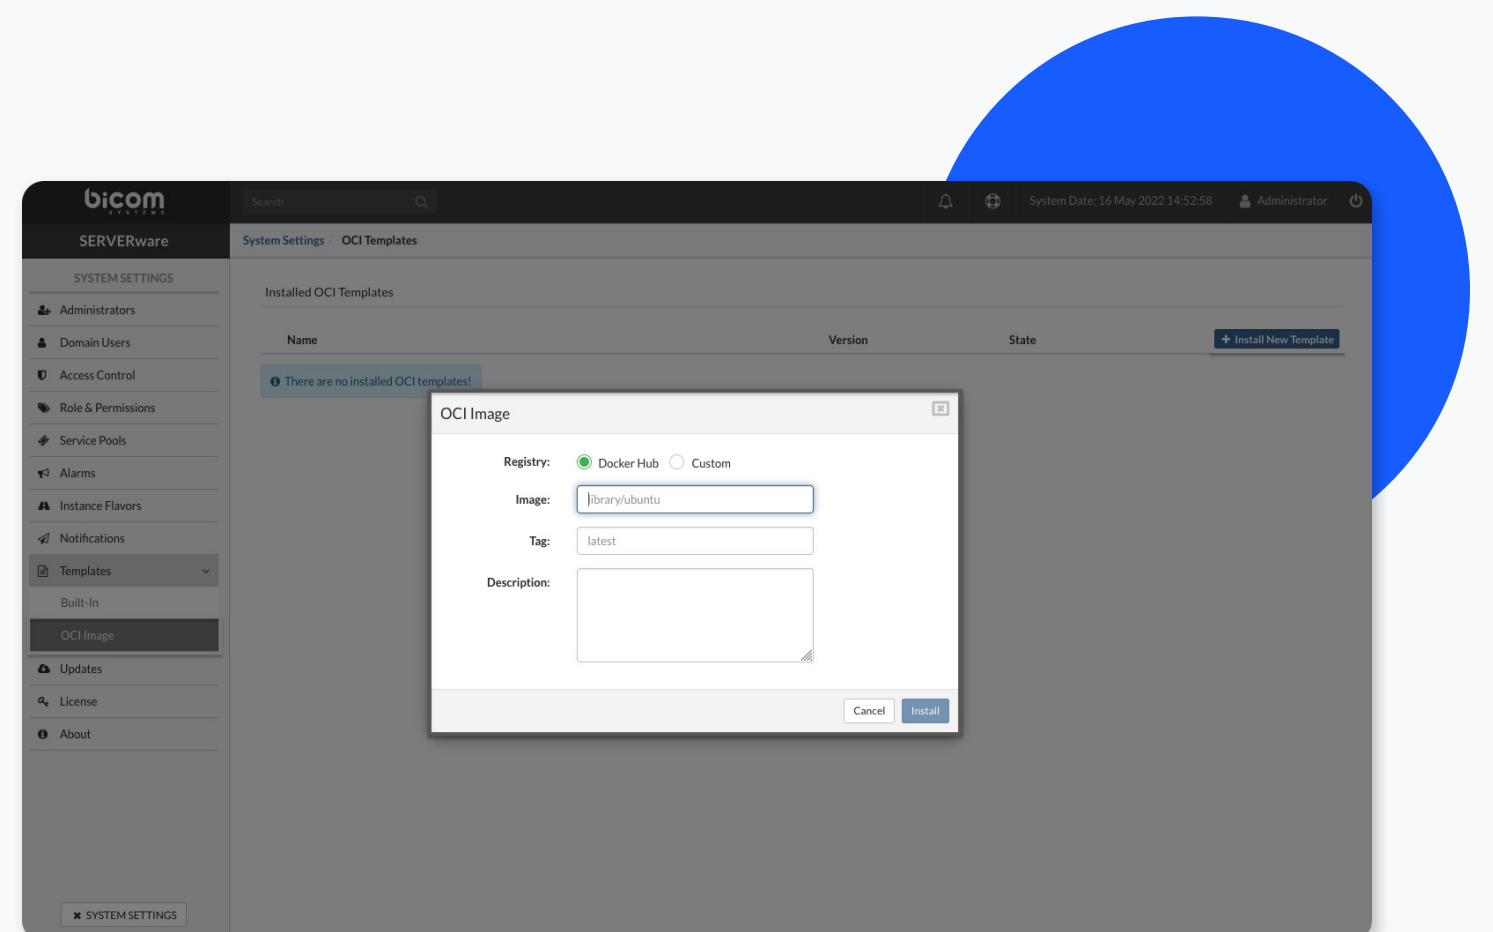 bicom
SYSTEMS
Search
System Date: 16 May 2022 14:52:58
Administrator
SERVERware
System Settings / OCI Templates
SYSTEM SETTINGS
Administrators
Domain Users
Access Control
Role & Permissions
Service Pools
Alarms
Instance Flavors
Notifications
Templates
Built-In
OCI Image
Updates
License
About
SYSTEM SETTINGS
Installed OCI Templates
Name Version State + Install New Template
There are no installed OCI templates!
OCI Image
Registry: Docker Hub Custom
Image: library/ubuntu
Tag: latest
Description:
Cancel Install